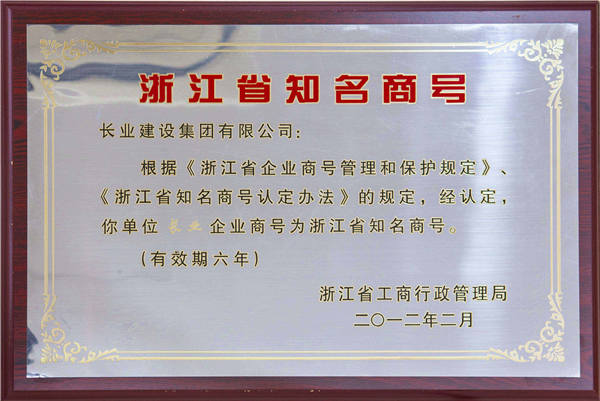 浙江省知名商号
长业建设集团有限公司：
根据《浙江省企业商号管理和保护规定》、
《浙江省知名商号认定办法》的规定，经认定，
你单位 长业 企业商号为浙江省知名商号。
（有效期六年）
浙江省工商行政管理局
二〇一二年二月